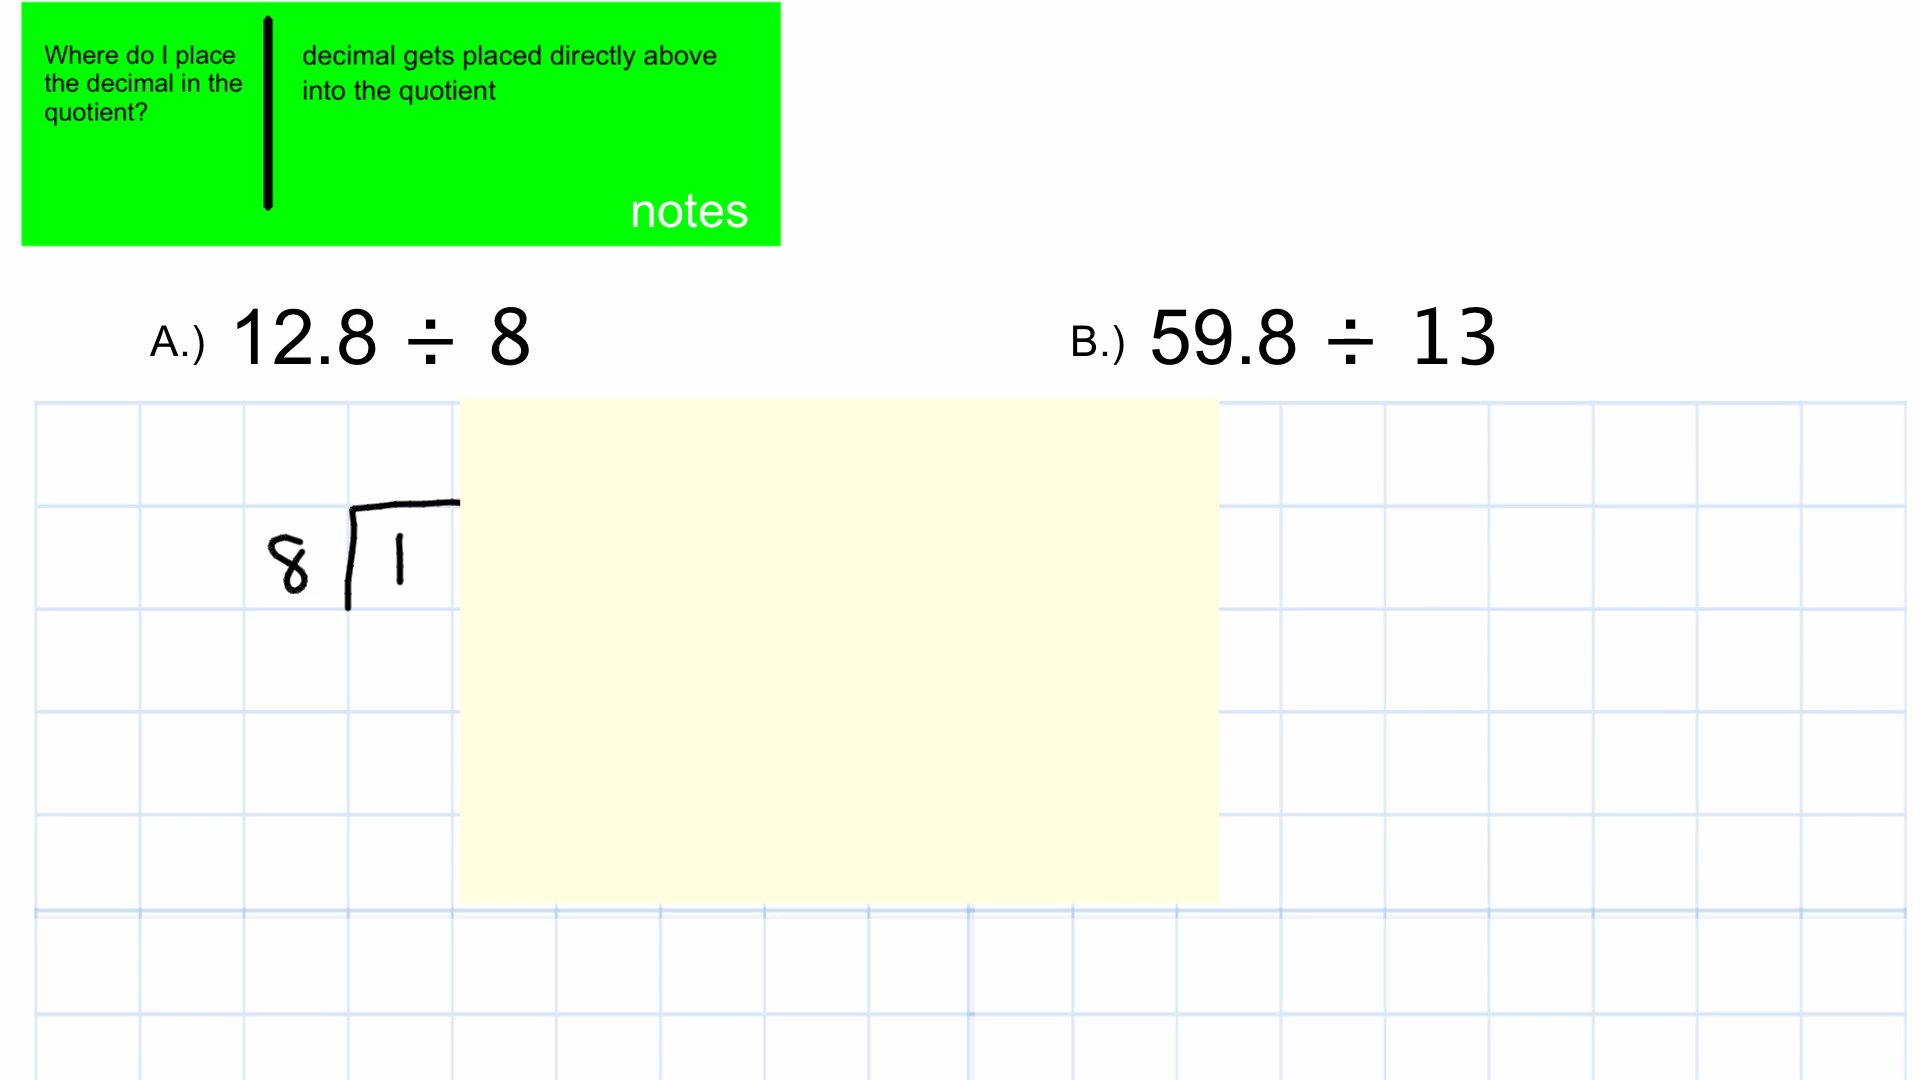 Where do I place
the decimal in the
quotient?
decimal gets placed directly above
into the quotient
notes
A.) 12.8 ÷ 8
B.) 59.8 ÷ 13
8 1